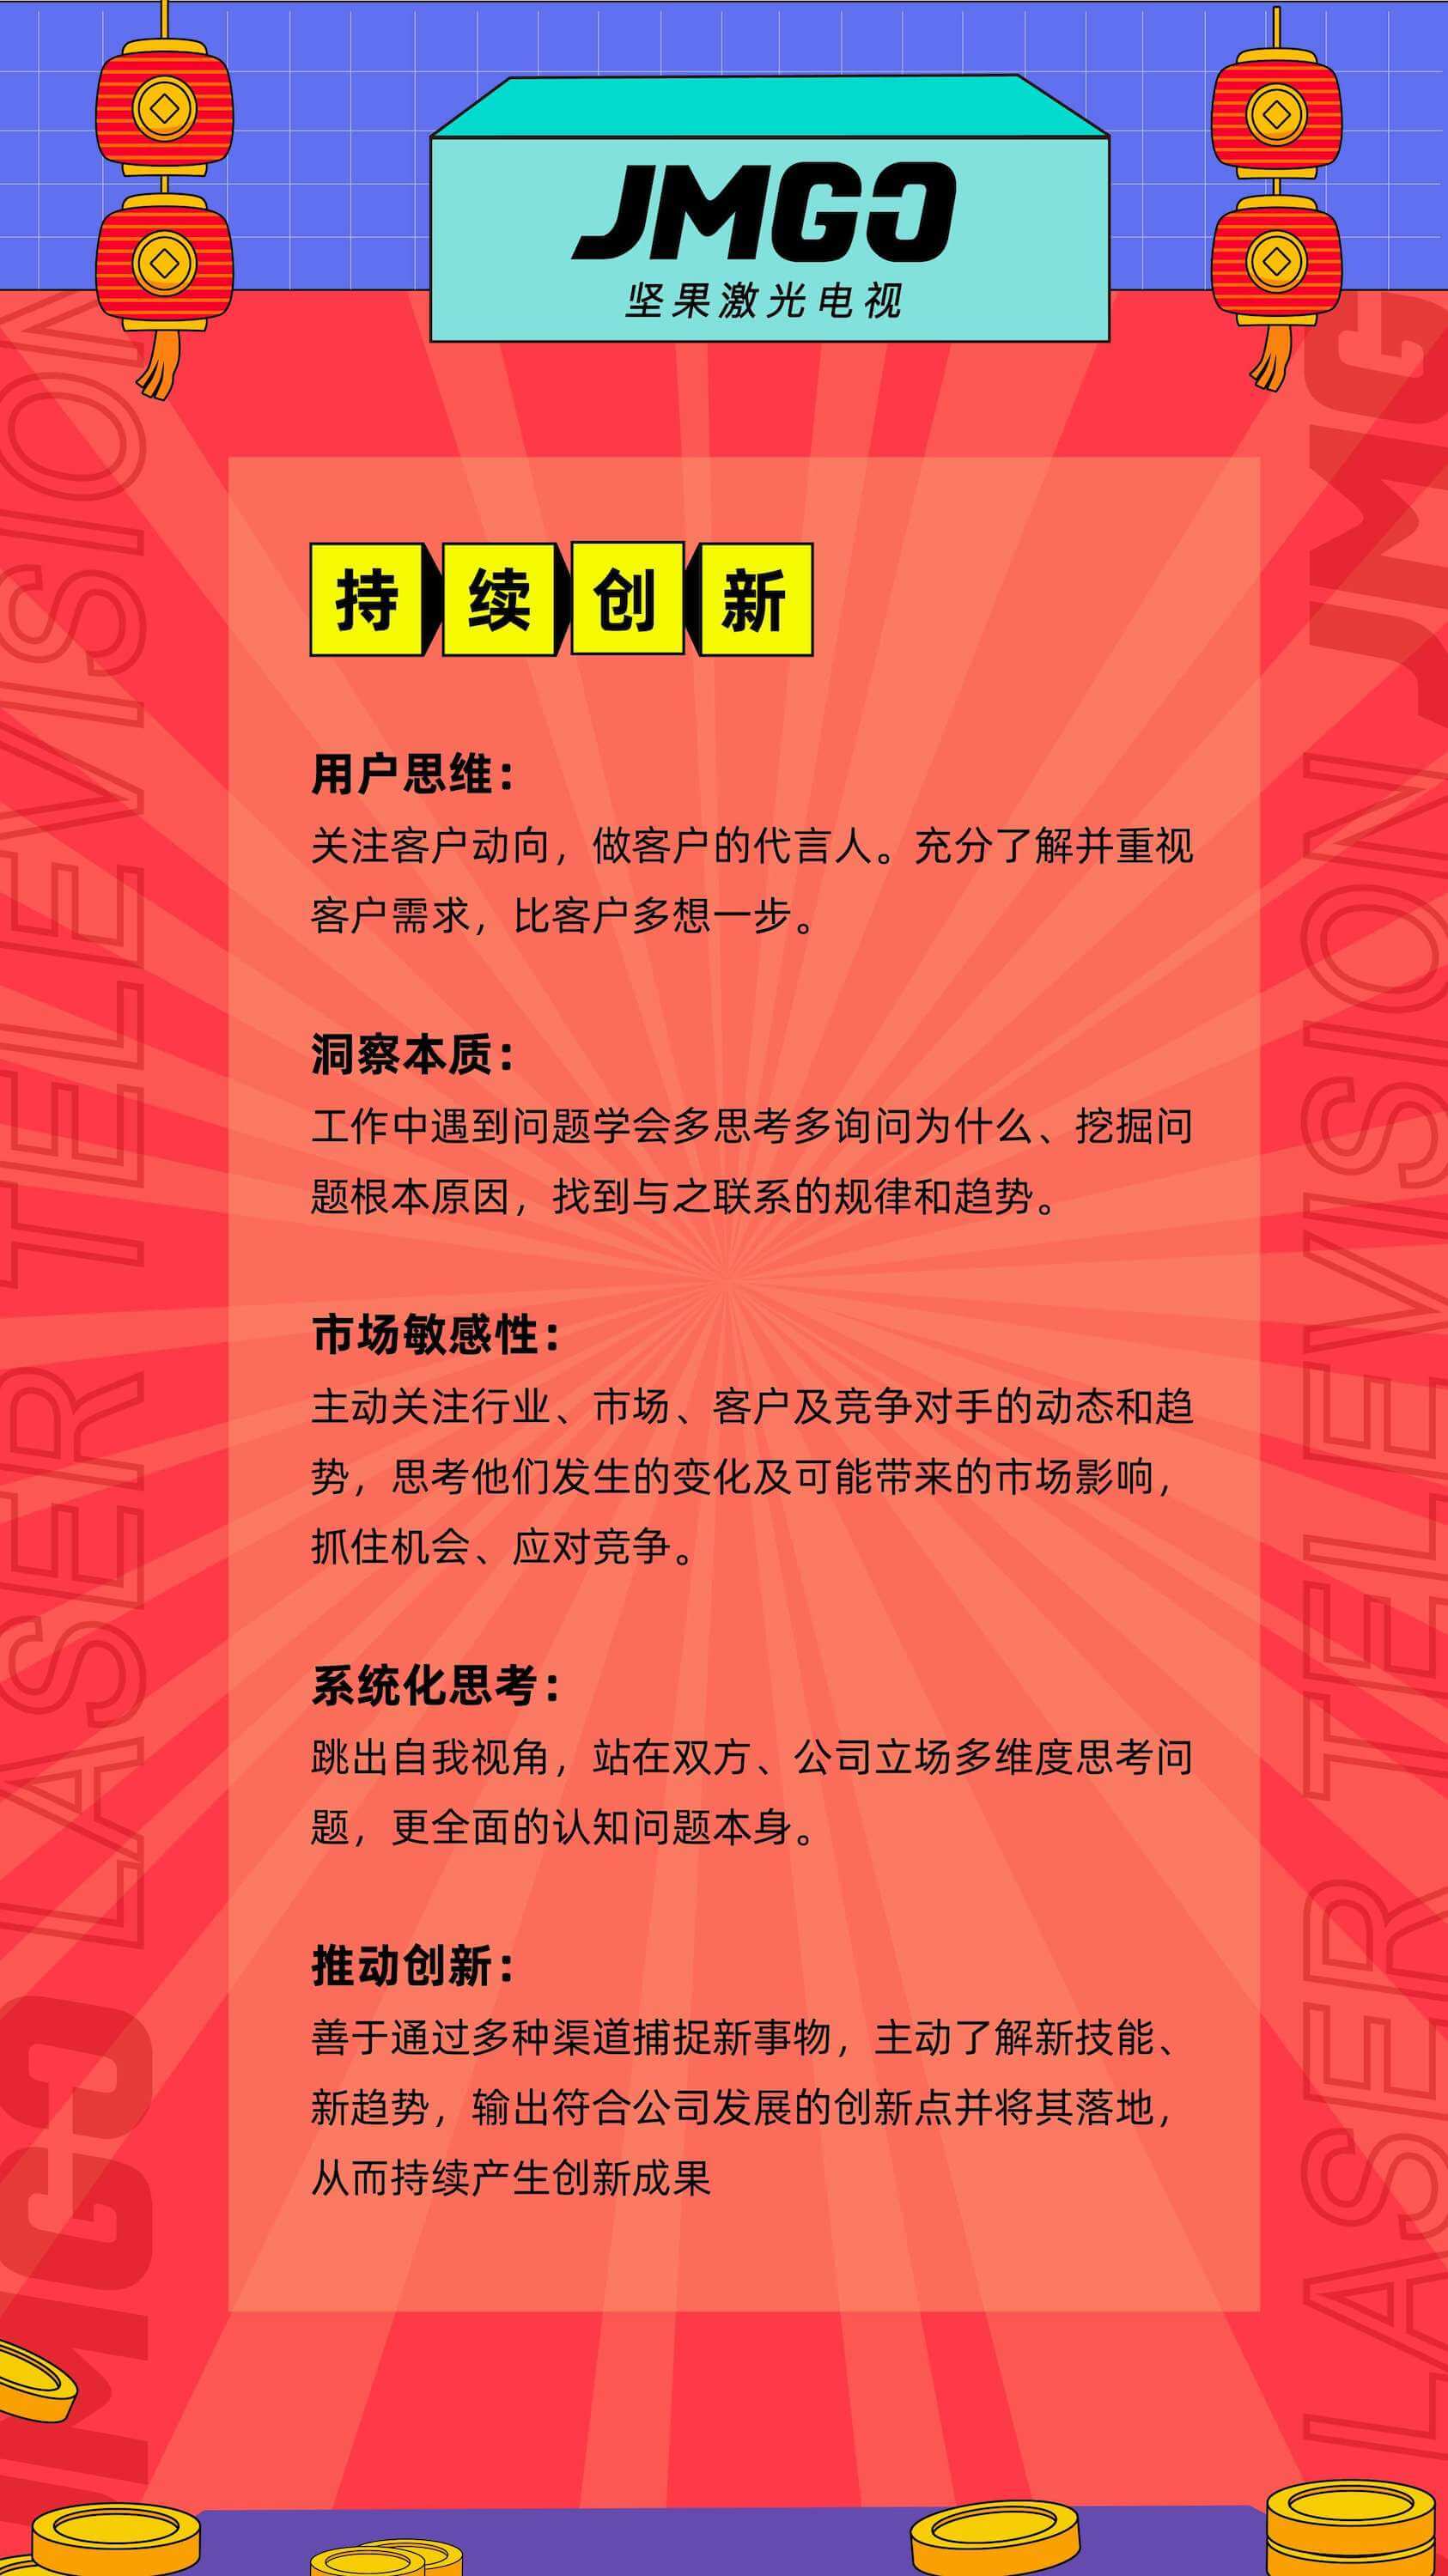 JMGO
坚果激光电视
持续创新
用户思维：
关注客户动向，做客户的代言人。充分了解并重视
客户需求，比客户多想一步。
洞察本质：
工作中遇到问题学会多思考多询问为什么、挖掘问
题根本原因，找到与之联系的规律和趋势。
市场敏感性：
主动关注行业、市场、客户及竞争对手的动态和趋
势，思考他们发生的变化及可能带来的市场影响，
抓住机会、应对竞争。
系统化思考：
跳出自我视角，站在双方、公司立场多维度思考问
题，更全面的认知问题本身。
推动创新：
善于通过多种渠道捕捉新事物，主动了解新技能、
新趋势，输出符合公司发展的创新点并将其落地，
从而持续产生创新成果
JMGO LASER TELEVISION
JMG
LASER TELEVISION